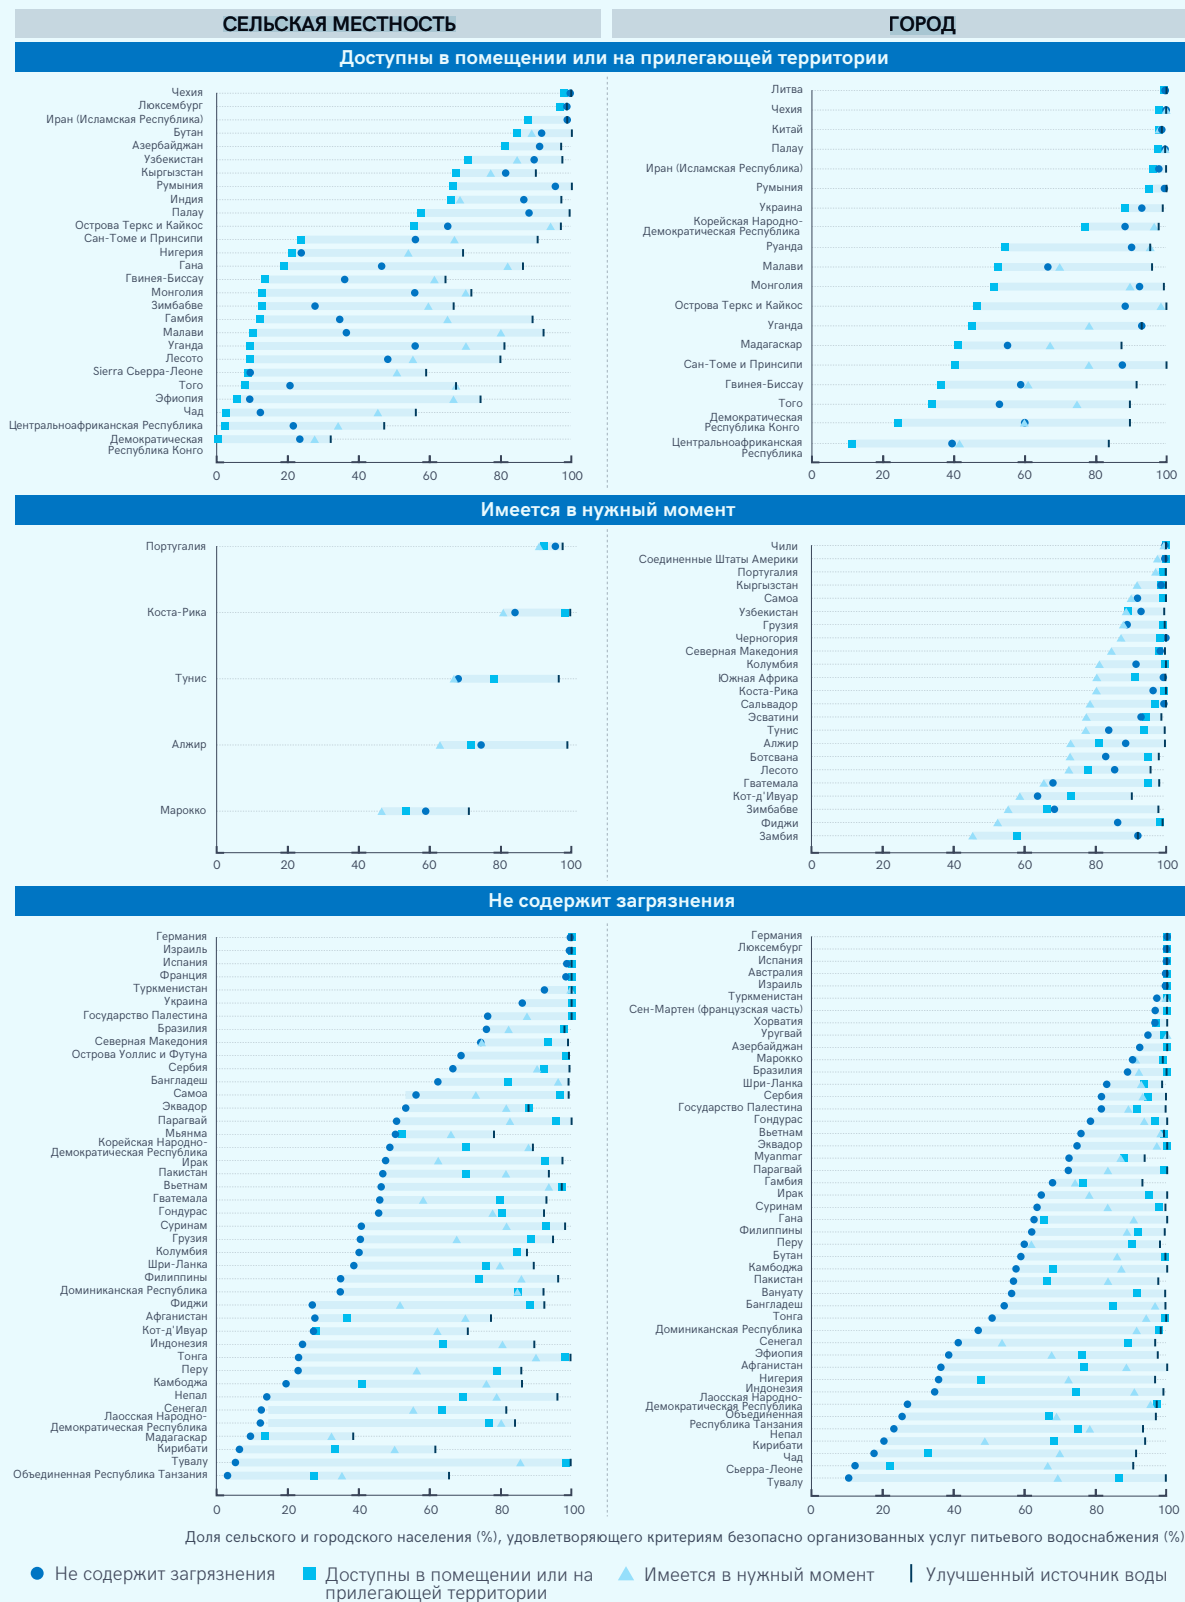 СЕЛЬСКАЯ МЕСТНОСТЬ
ГОРОД
Доступны в помещении или на прилегающей территории
Чехия
Люксембург
Иран (Исламская Республика)
Бутан
Азербайджан
Узбекистан
Кыргызстан
Румыния
Индия
Палау
Острова Теркс и Кайкос
Сан-Томе и Принсипи
Нигерия
Гана
Гвинея-Биссау
Монголия
Зимбабве
Гамбия
Малави
Уганда
Лесото
Sierra Сьерра-Леоне
Того
Эфиопия
Чад
Центральноафриканская Республика
Демократическая
Республика Конго
0 20 40 60 80 100
Литва
Чехия
Китай
Палау
Иран (Исламская Республика)
Румыния
Украина
Корейская Народно-
Демократическая Республика
Руанда
Малави
Монголия
Острова Теркс и Кайкос
Уганда
Мадагаскар
Сан-Томе и Принсипи
Гвинея-Биссау
Того
Демократическая
Республика Конго
Центральноафриканская
Республика
0 20 40 60 80 100
Имеется в нужный момент
Португалия
Коста-Рика
Тунис
Алжир
Марокко
0 20 40 60 80 100
Чили
Соединенные Штаты Америки
Португалия
Кыргызстан
Самоа
Узбекистан
Грузия
Черногория
Северная Македония
Колумбия
Южная Африка
Коста-Рика
Сальвадор
Эсватини
Тунис
Алжир
Ботсвана
Лесото
Гватемала
Кот-д'Ивуар
Зимбабве
Фиджи
Замбия
0 20 40 60 80 100
Не содержит загрязнения
Германия
Израиль
Испания
Франция
Туркменистан
Украина
Государство Палестина
Бразилия
Северная Македония
Острова Уоллис и Футуна
Сербия
Бангладеш
Самоа
Эквадор
Парагвай
Мьянма
Корейская Народно-
Демократическая Республика
Ирак
Пакистан
Вьетнам
Гватемала
Гондурас
Суринам
Грузия
Колумбия
Шри-Ланка
Филиппины
Доминиканская Республика
Фиджи
Афганистан
Кот-д'Ивуар
Индонезия
Тонга
Перу
Камбоджа
Непал
Сенегал
Лаосская Народно-
Демократическая Республика
Мадагаскар
Кирибати
Тувалу
Объединенная Республика Танзания
0 20 40 60 80 100
Германия
Люксембург
Испания
Австралия
Израиль
Туркменистан
Сен-Мартен (французская часть)
Хорватия
Уругвай
Азербайджан
Марокко
Бразилия
Шри-Ланка
Сербия
Государство Палестина
Гондурас
Вьетнам
Эквадор
Myanmar
Парагвай
Гамбия
Ирак
Суринам
Гана
Филиппины
Перу
Бутан
Камбоджа
Пакистан
Вануату
Бангладеш
Тонга
Доминиканская Республика
Сенегал
Эфиопия
Афганистан
Нигерия
Индонезия
Лаосская Народно-
Демократическая Республика
Объединенная
Республика Танзания
Непал
Кирибати
Чад
Сьерра-Леоне
Тувалу
0 20 40 60 80 100
Доля сельского и городского населения (%), удовлетворяющего критериям безопасно организованных услуг питьевого водоснабжения (%)
Не содержит загрязнения
Доступны в помещении или на
прилегающей территории
Имеется в нужный момент
Улучшенный источник воды